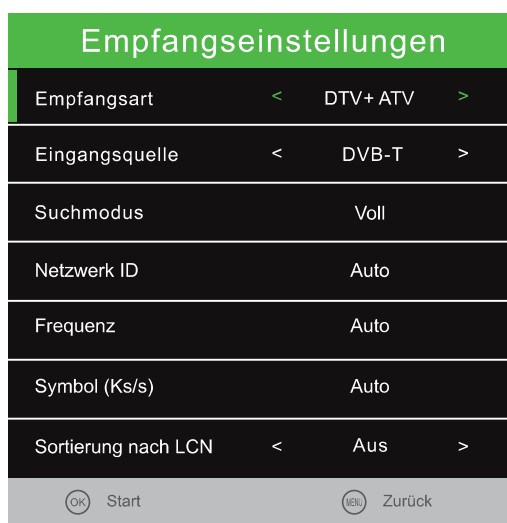 Empfangseinstellungen
Empfangsart < DTV+ ATV >
Eingangsquelle < DVB-T >
Suchmodus Voll
Netzwerk ID Auto
Frequenz Auto
Symbol (Ks/s) Auto
Sortierung nach LCN < Aus >
OK Start MENU Zurück